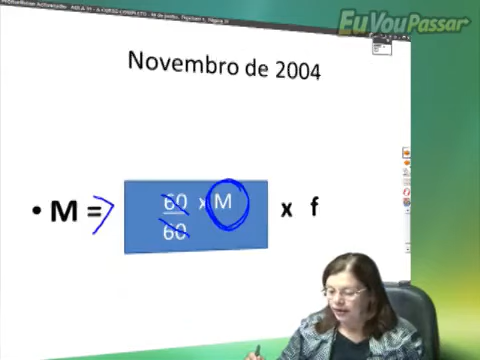 EuVouPassar
Novembro de 2004
• M = 60 x M x f
60